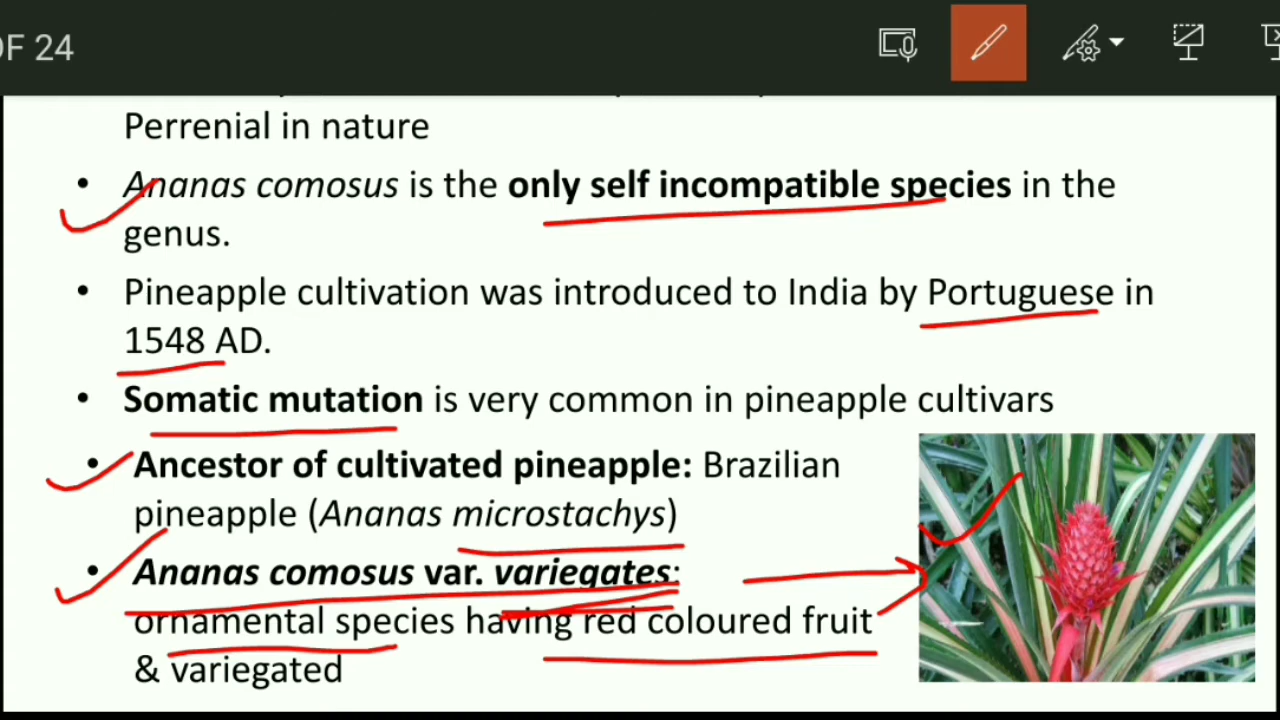 OF 24
Perrenial in nature
• Ananas comosus is the only self incompatible species in the
genus.
• Pineapple cultivation was introduced to India by Portuguese in
1548 AD.
• Somatic mutation is very common in pineapple cultivars
• Ancestor of cultivated pineapple: Brazilian
pineapple (Ananas microstachys)
• Ananas comosus var. variegates:
ornamental species having red coloured fruit
& variegated